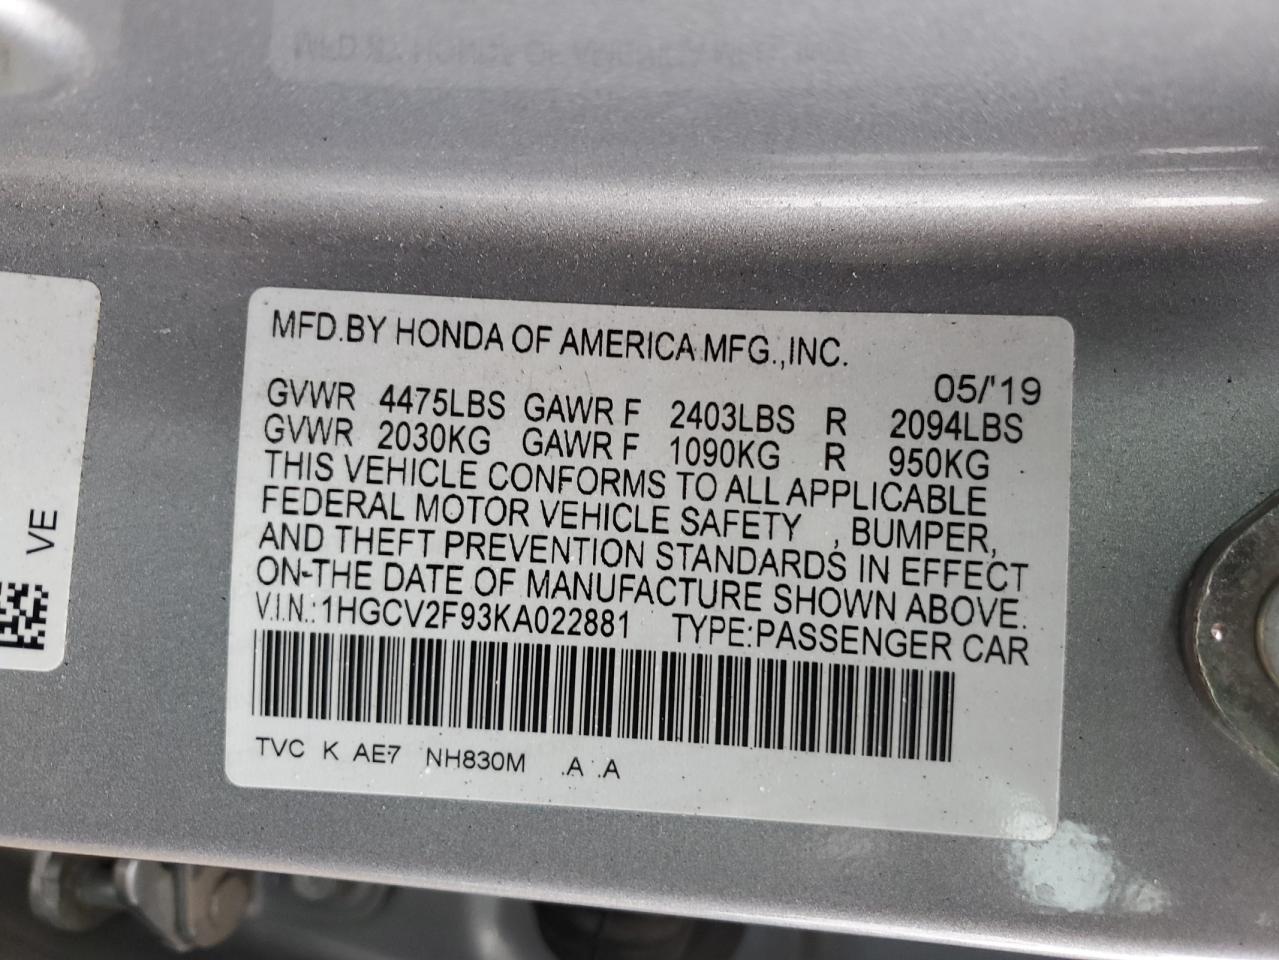 MFD.BY HONDA OF AMERICA MFG.,INC.
05/'19
GVWR 4475LBS GAWR F 2403LBS R 2094LBS
GVWR 2030KG GAWR F 1090KG R 950KG
THIS VEHICLE CONFORMS TO ALL APPLICABLE
FEDERAL MOTOR VEHICLE SAFETY , BUMPER,
AND THEFT PREVENTION STANDARDS IN EFFECT
ON-THE DATE OF MANUFACTURE SHOWN ABOVE.
V.I.N.:1HGCV2F93KA022881 TYPE:PASSENGER CAR
TVC K AE7 NH830M .A .A
VE